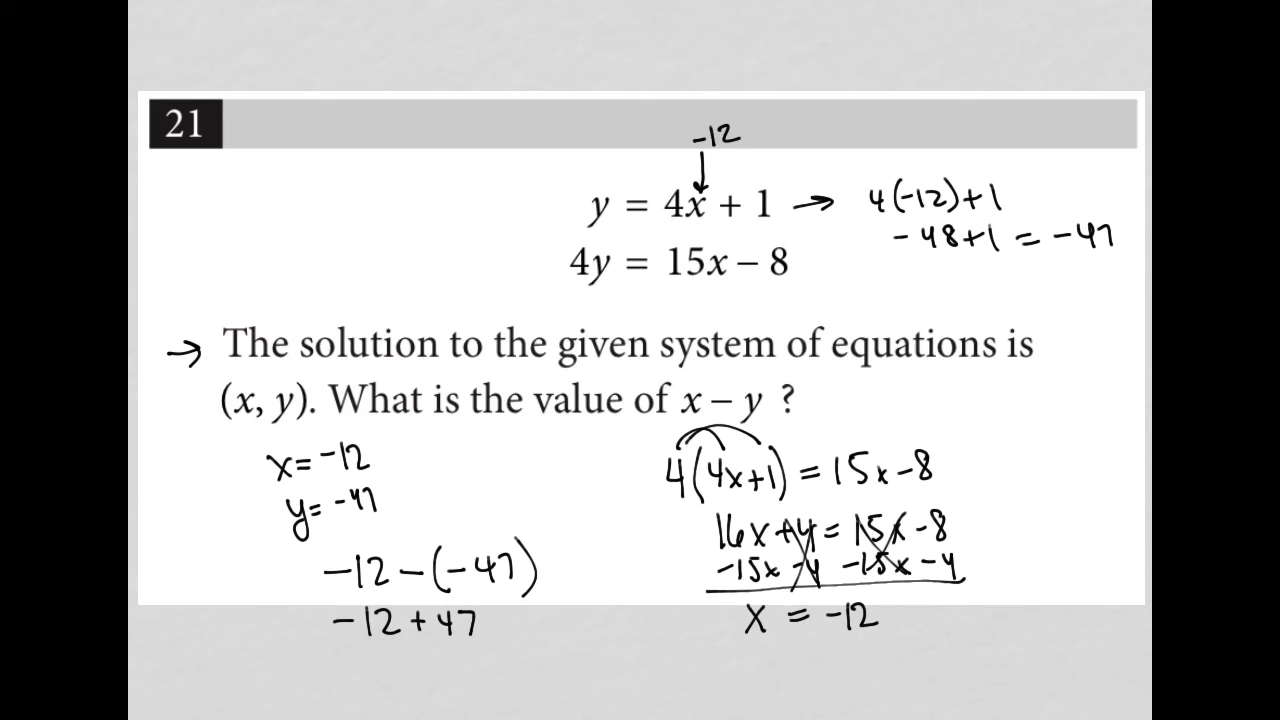 21
-12
y = 4x + 1 → 4(-12)+1
-48+1 = -47
4y = 15x – 8
→ The solution to the given system of equations is
(x, y). What is the value of x – y ?
x = -12
y = -47
-12 - (-47)
-12 + 47
4(4x+1) = 15x - 8
16x + 4 = 15x - 8
-15x - 4 -15x - 4
x = -12